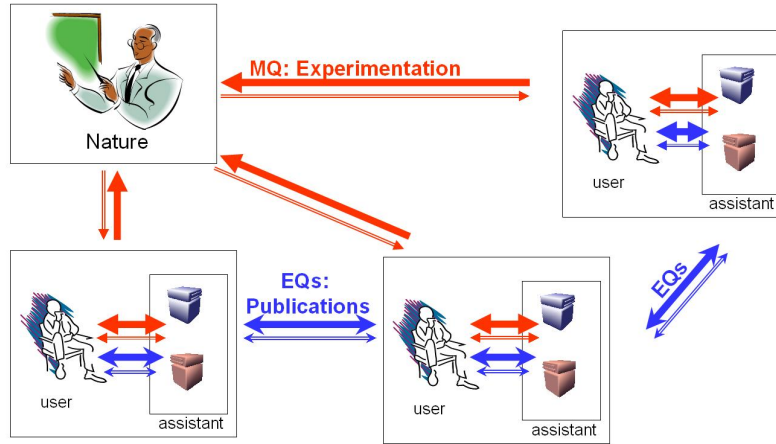 MQ: Experimentation
Nature
user
assistant
EQs:
Publications
EQs
user
assistant
user
assistant